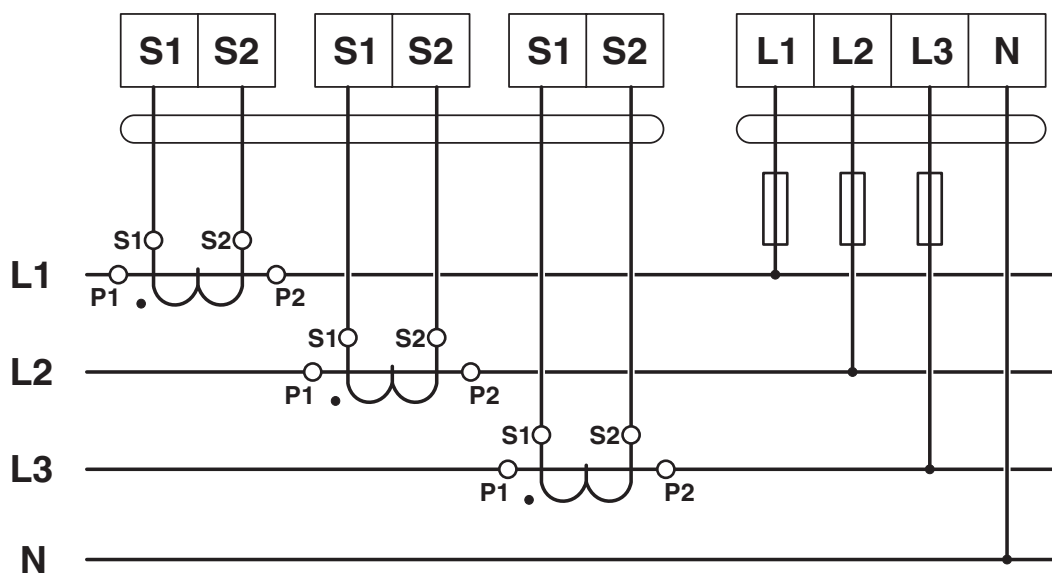 S1 S2 S1 S2 S1 S2 L1 L2 L3 N
S1 S2
L1
P1 P2
S1 S2
L2
P1 P2
S1 S2
L3
P1 P2
N